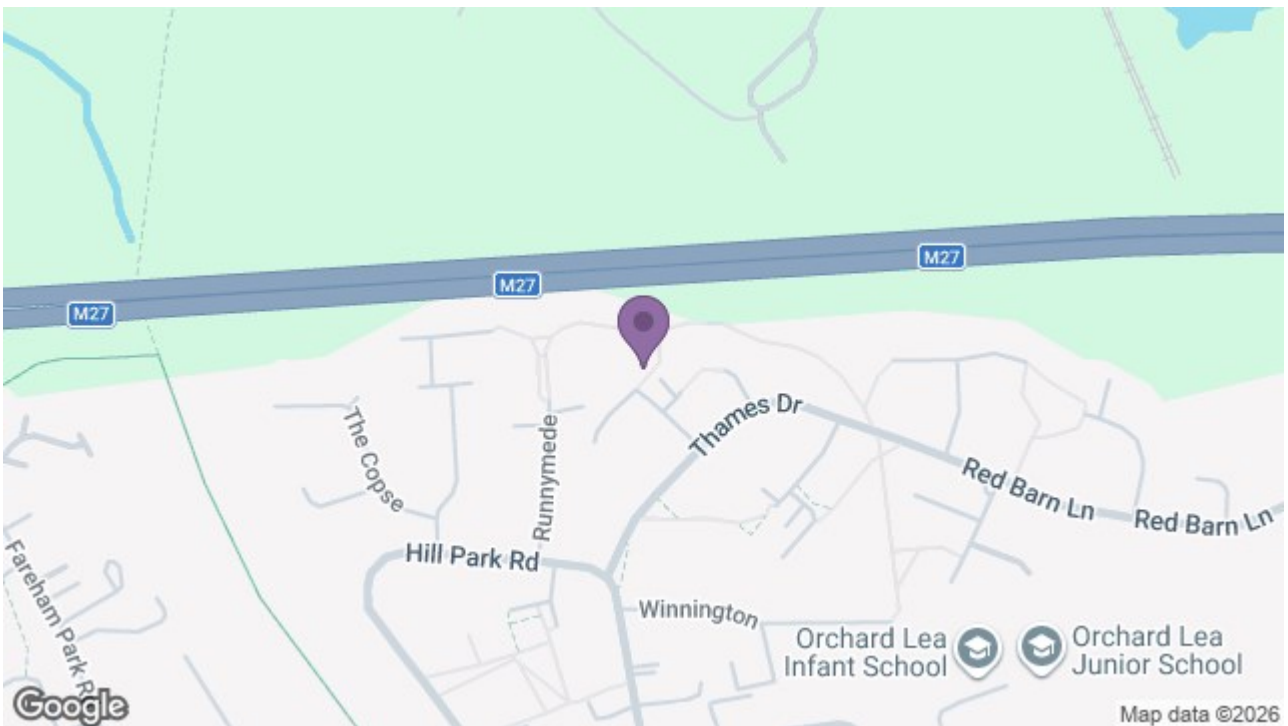 M27
M27
M27
Thames Dr
The Copse
Runnymede
Red Barn Ln
Red Barn Ln
Hill Park Rd
Fareham Park Rd
Winnington
Orchard Lea
Infant School
Orchard Lea
Junior School
Google
Map data ©2026